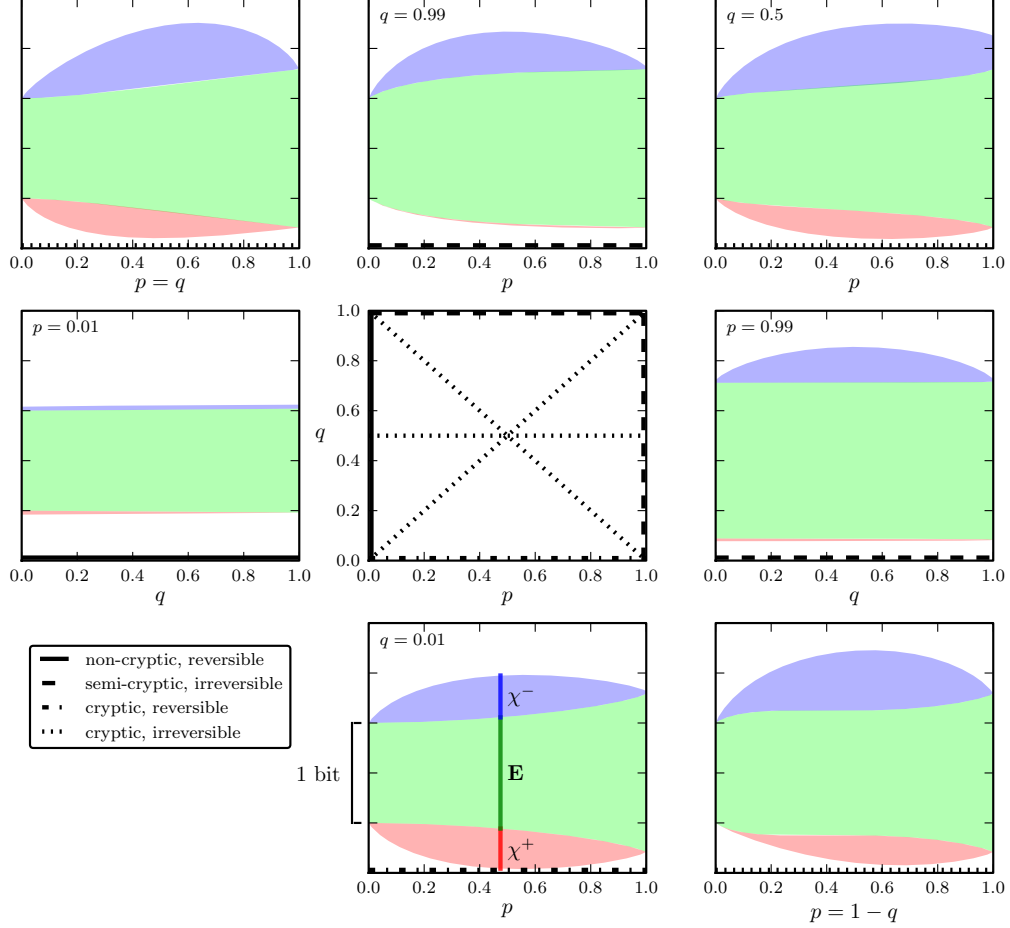 q = 0.99
q = 0.5
0.0 0.2 0.4 0.6 0.8 1.0
0.0 0.2 0.4 0.6 0.8 1.0
0.0 0.2 0.4 0.6 0.8 1.0
p = q
p
p
p = 0.01
1.0
0.8
0.6
0.4
0.2
0.0
q
p = 0.99
0.0 0.2 0.4 0.6 0.8 1.0
0.0 0.2 0.4 0.6 0.8 1.0
0.0 0.2 0.4 0.6 0.8 1.0
q
p
q
non-cryptic, reversible
semi-cryptic, irreversible
cryptic, reversible
cryptic, irreversible
q = 0.01
χ⁻
1 bit
E
χ⁺
0.0 0.2 0.4 0.6 0.8 1.0
0.0 0.2 0.4 0.6 0.8 1.0
p
p = 1 − q